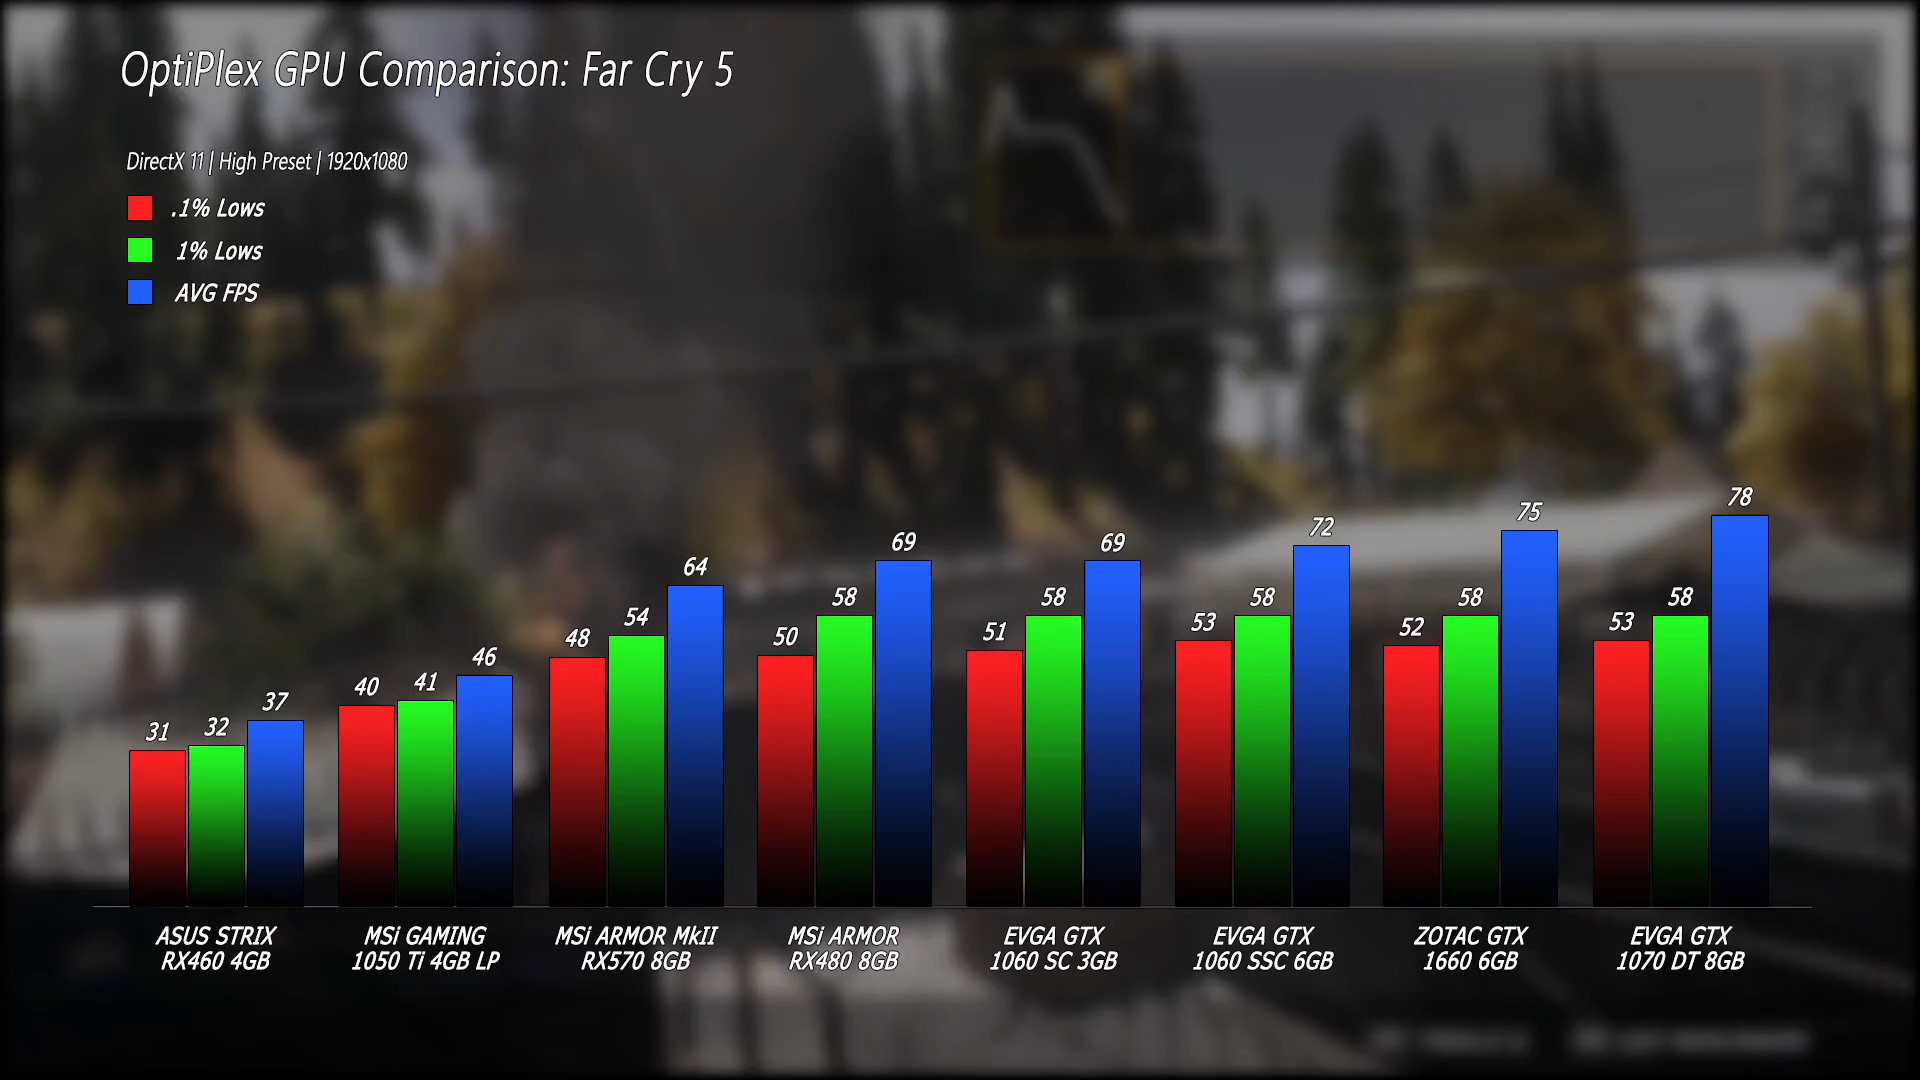 OptiPlex GPU Comparison: Far Cry 5
DirectX 11 | High Preset | 1920x1080
.1% Lows
1% Lows
AVG FPS
31 32 37
40 41 46
48 54 64
50 58 69
51 58 69
53 58 72
52 58 75
53 58 78
ASUS STRIX
RX460 4GB
MSi GAMING
1050 Ti 4GB LP
MSi ARMOR MkII
RX570 8GB
MSi ARMOR
RX480 8GB
EVGA GTX
1060 SC 3GB
EVGA GTX
1060 SSC 6GB
ZOTAC GTX
1660 6GB
EVGA GTX
1070 DT 8GB